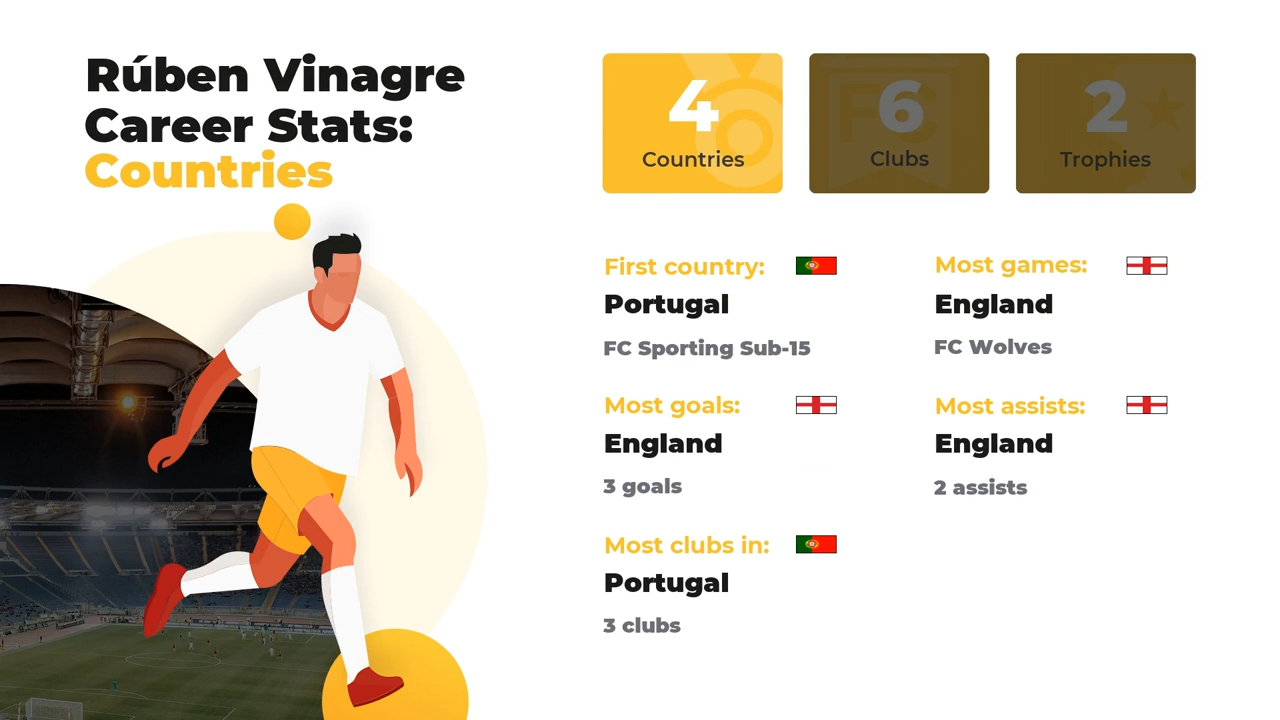 Rúben Vinagre
Career Stats:
Countries
4
Countries
6
Clubs
2
Trophies
First country:
Portugal
FC Sporting Sub-15
Most games:
England
FC Wolves
Most goals:
England
3 goals
Most assists:
England
2 assists
Most clubs in:
Portugal
3 clubs